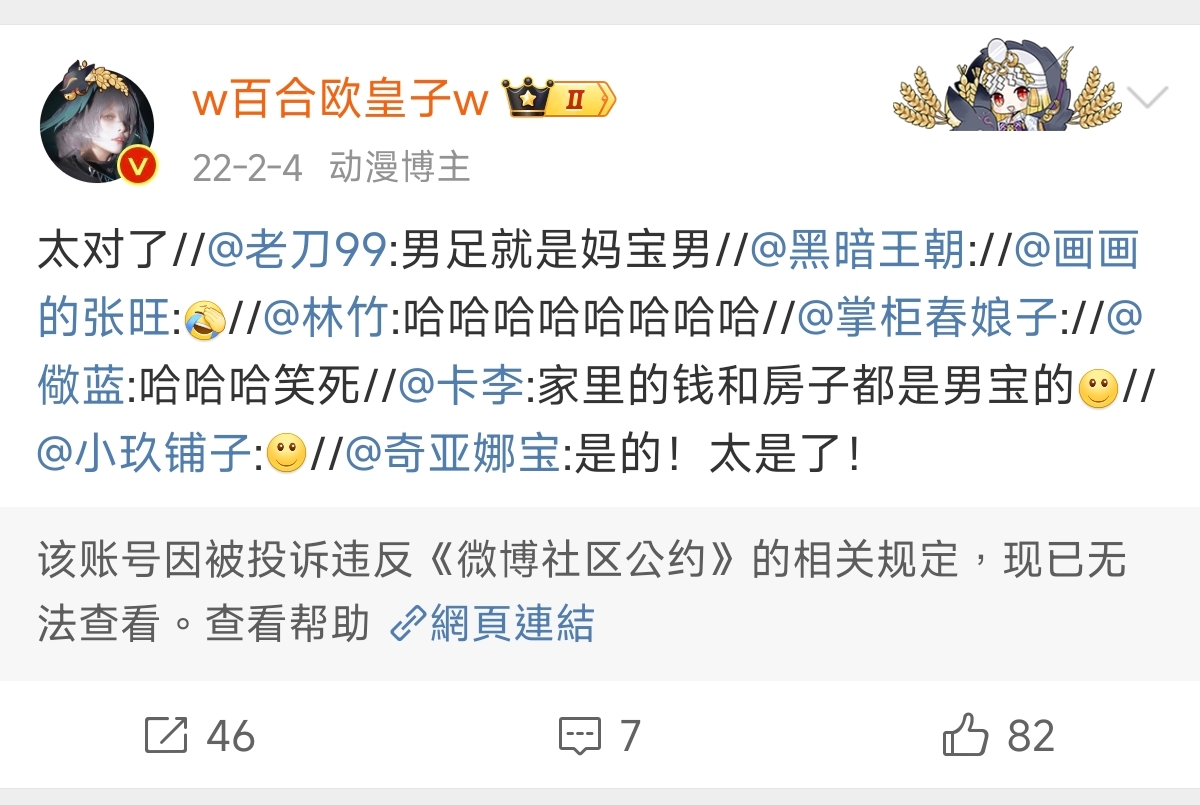 w百合欧皇子w II
22-2-4 动漫博主
太对了//@老刀99:男足就是妈宝男//@黑暗王朝://@画画
的张旺:🤣//@林竹:哈哈哈哈哈哈哈哈//@掌柜春娘子://@
儆蓝:哈哈哈笑死//@卡李:家里的钱和房子都是男宝的🙂//
@小玖铺子:🙂//@奇亚娜宝:是的！太是了！
该账号因被投诉违反《微博社区公约》的相关规定，现已无
法查看。查看帮助 網頁連結
46 7 82